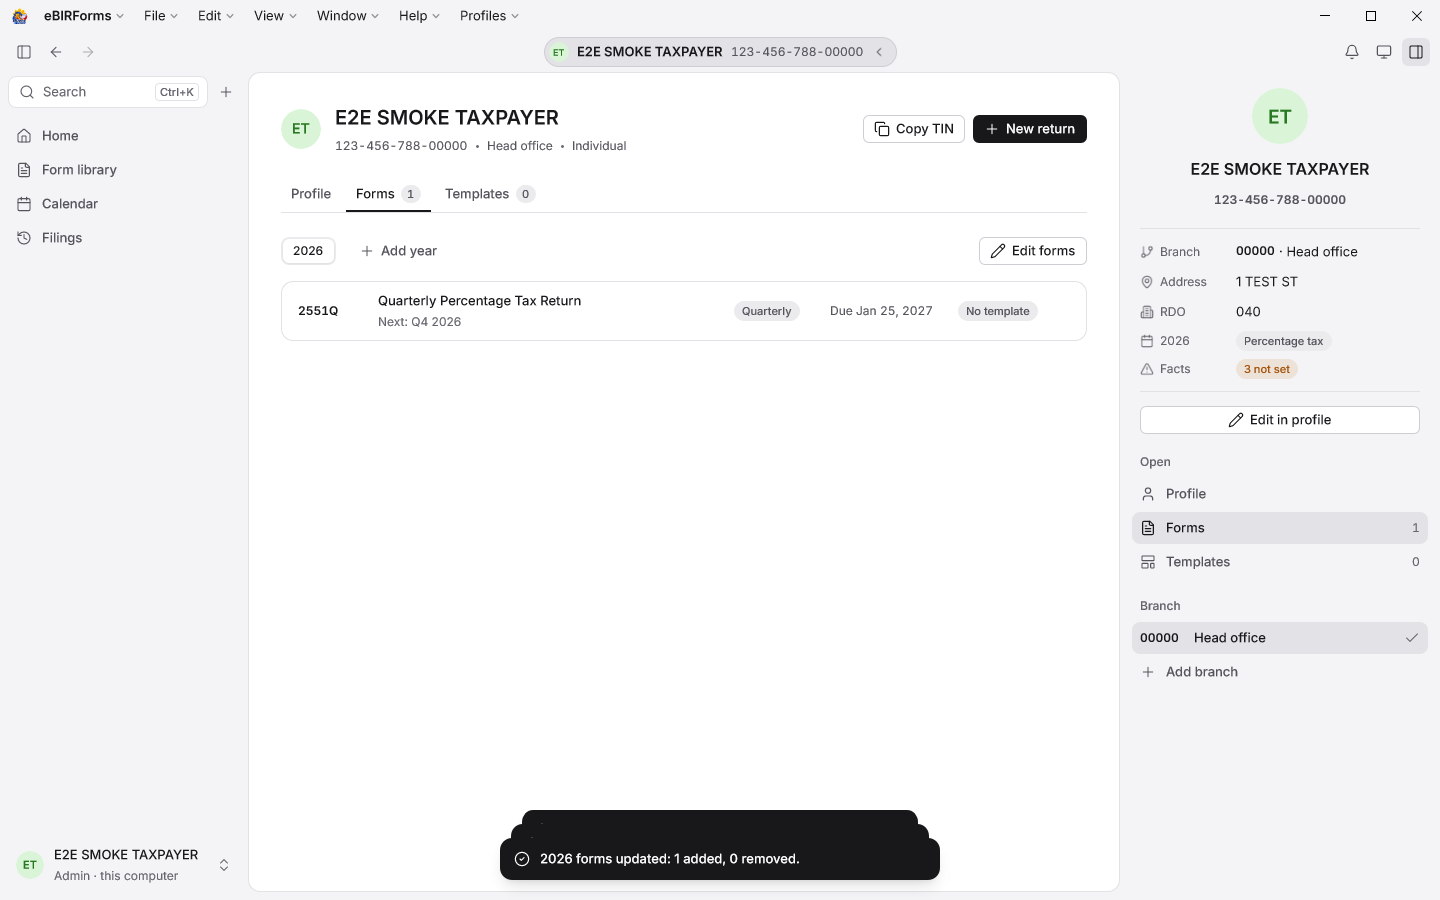 eBIRForms File Edit View Window Help Profiles
ET E2E SMOKE TAXPAYER 123-456-788-00000
Search Ctrl+K
Home
Form library
Calendar
Filings
ET E2E SMOKE TAXPAYER
Admin · this computer
ET E2E SMOKE TAXPAYER
123-456-788-00000 • Head office • Individual
Copy TIN New return
Profile Forms 1 Templates 0
2026 Add year Edit forms
2551Q Quarterly Percentage Tax Return Quarterly Due Jan 25, 2027 No template
Next: Q4 2026
2026 forms updated: 1 added, 0 removed.
ET
E2E SMOKE TAXPAYER
123-456-788-00000
Branch 00000 · Head office
Address 1 TEST ST
RDO 040
2026 Percentage tax
Facts 3 not set
Edit in profile
Open
Profile
Forms 1
Templates 0
Branch
00000 Head office
Add branch